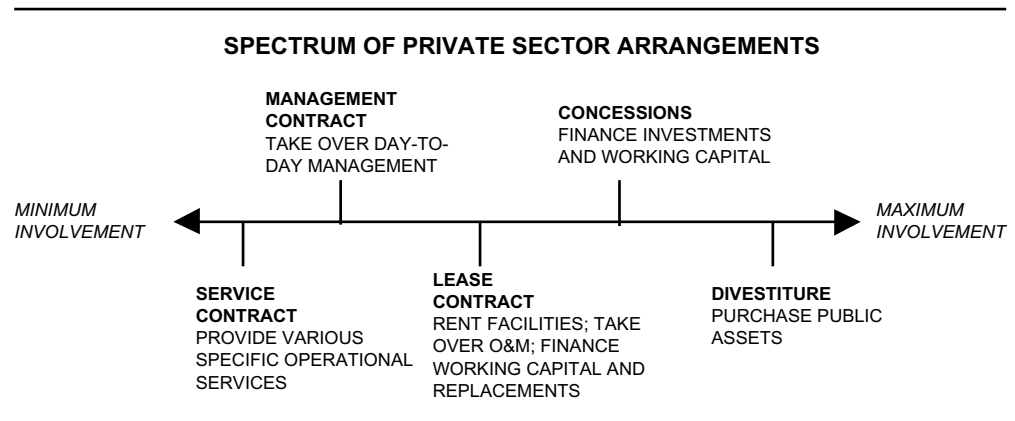 SPECTRUM OF PRIVATE SECTOR ARRANGEMENTS
MANAGEMENT
CONTRACT
TAKE OVER DAY-TO-
DAY MANAGEMENT
CONCESSIONS
FINANCE INVESTMENTS
AND WORKING CAPITAL
MINIMUM
INVOLVEMENT
MAXIMUM
INVOLVEMENT
SERVICE
CONTRACT
PROVIDE VARIOUS
SPECIFIC OPERATIONAL
SERVICES
LEASE
CONTRACT
RENT FACILITIES; TAKE
OVER O&M; FINANCE
WORKING CAPITAL AND
REPLACEMENTS
DIVESTITURE
PURCHASE PUBLIC
ASSETS